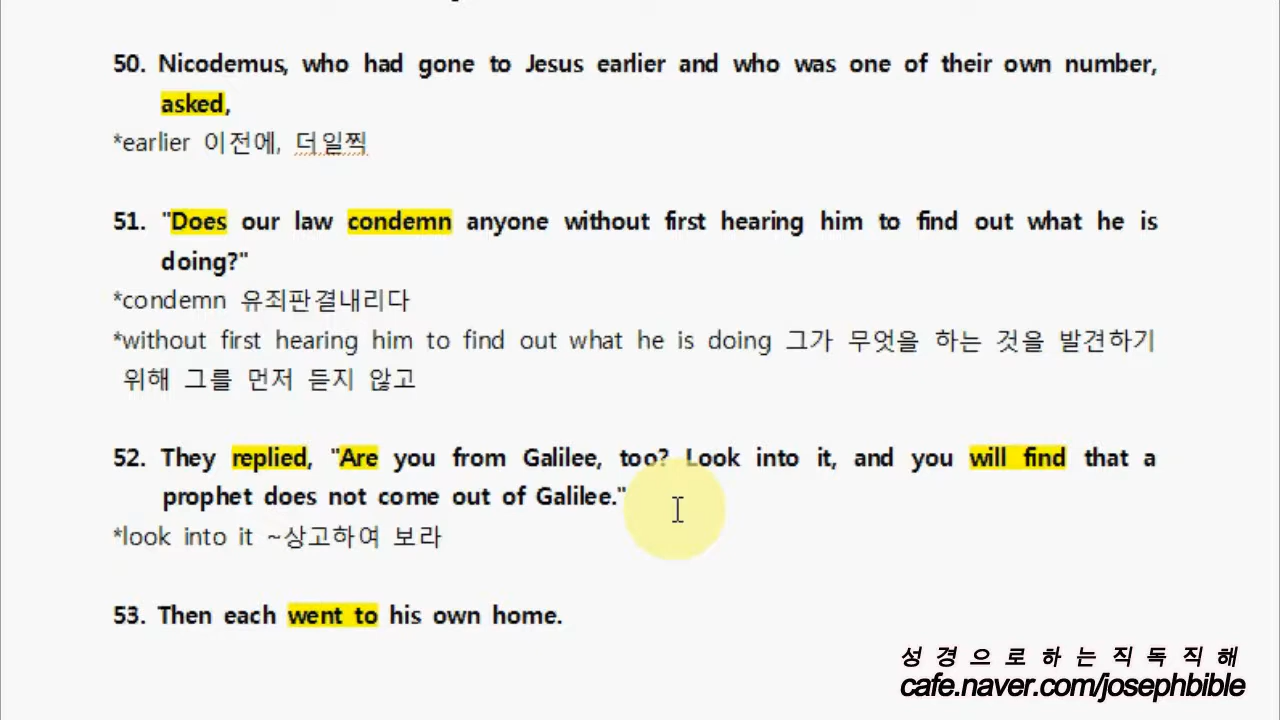 50. Nicodemus, who had gone to Jesus earlier and who was one of their own number,
asked,
*earlier 이전에, 더일찍
51. "Does our law condemn anyone without first hearing him to find out what he is
doing?"
*condemn 유죄판결내리다
*without first hearing him to find out what he is doing 그가 무엇을 하는 것을 발견하기
위해 그를 먼저 듣지 않고
52. They replied, "Are you from Galilee, too? Look into it, and you will find that a
prophet does not come out of Galilee."
*look into it ~상고하여 보라
53. Then each went to his own home.
성경으로하는직독직해
cafe.naver.com/josephbible